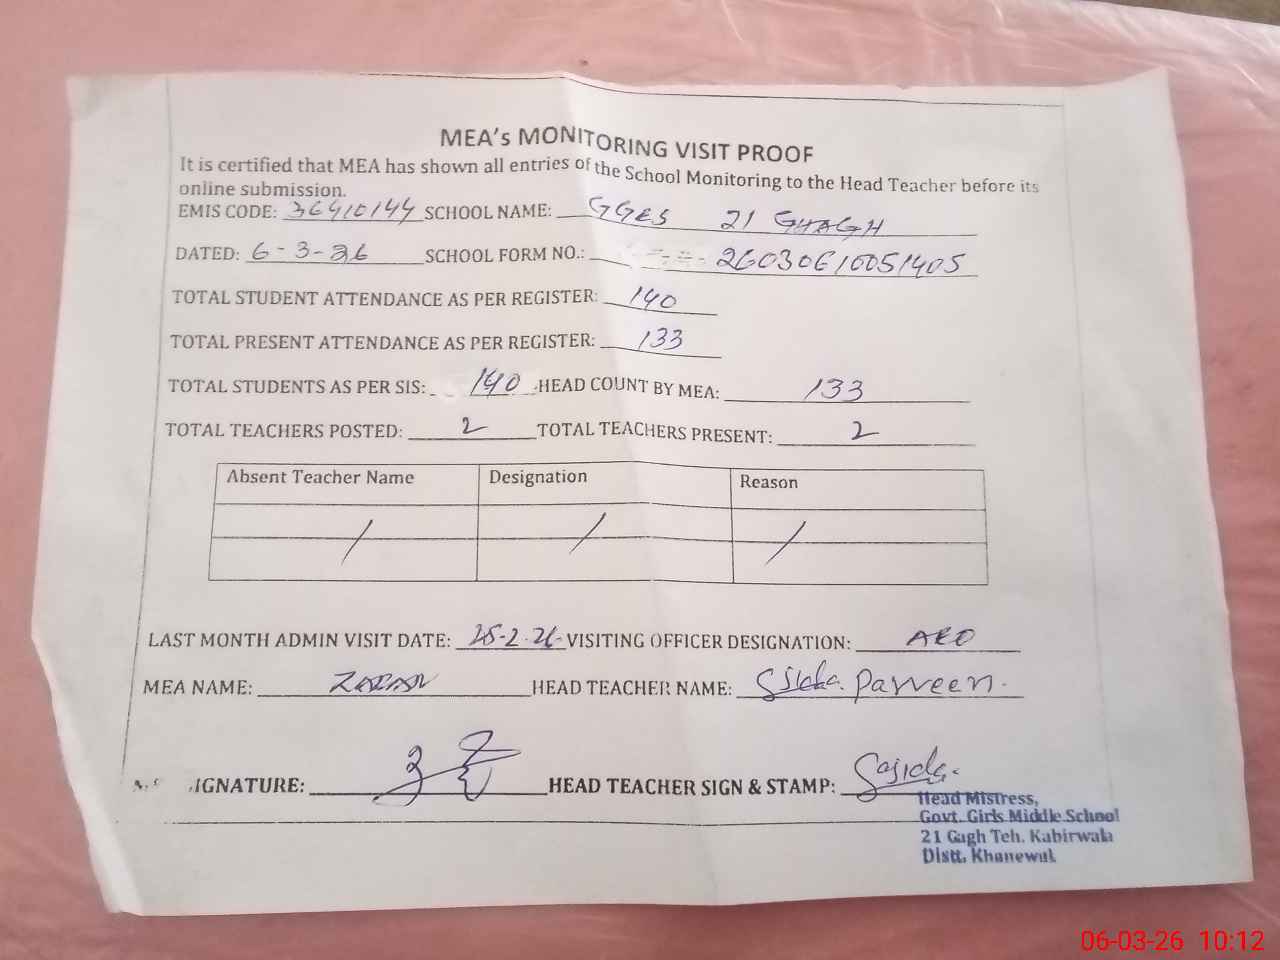 MEA's MONITORING VISIT PROOF
It is certified that MEA has shown all entries of the School Monitoring to the Head Teacher before its
online submission.
EMIS CODE: 36410144 SCHOOL NAME: GGES 21 GHAGH
DATED: 6-3-26 SCHOOL FORM NO.: 26030610051405
TOTAL STUDENT ATTENDANCE AS PER REGISTER: 140
TOTAL PRESENT ATTENDANCE AS PER REGISTER: 133
TOTAL STUDENTS AS PER SIS: 140 HEAD COUNT BY MEA: 133
TOTAL TEACHERS POSTED: 2 TOTAL TEACHERS PRESENT: 2
Absent Teacher Name Designation Reason
/ / /
LAST MONTH ADMIN VISIT DATE: 25-2-26 VISITING OFFICER DESIGNATION: AEO
MEA NAME: HEAD TEACHER NAME: Parveen.
IGNATURE: HEAD TEACHER SIGN & STAMP: Sajida.
Head Mistress,
Govt. Girls Middle School
21 Gagh Teh. Kabirwala
Distt. Khanewal
06-03-26 10:12